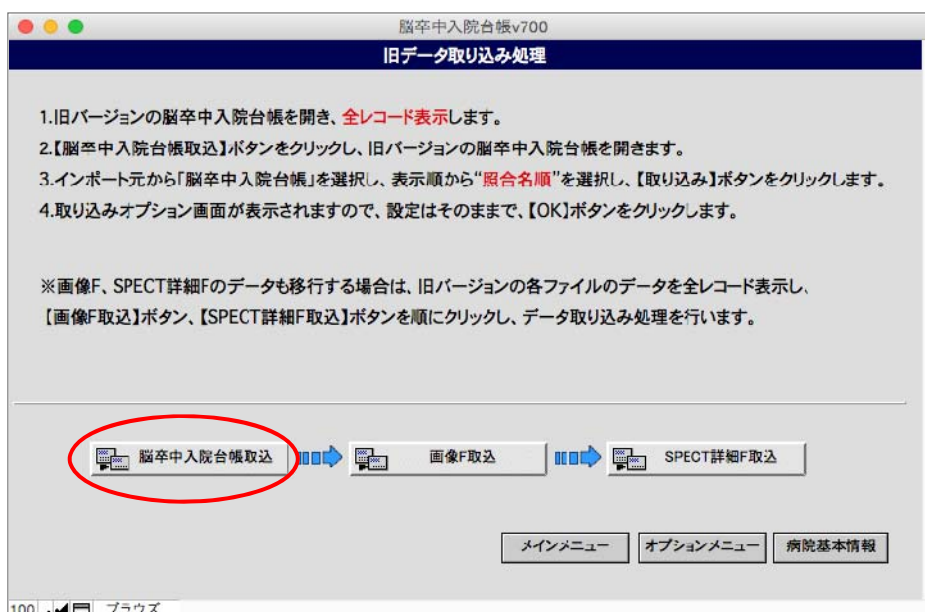 脳卒中入院台帳v700
旧データ取り込み処理
1.旧バージョンの脳卒中入院台帳を開き、全レコード表示します。
2.【脳卒中入院台帳取込】ボタンをクリックし、旧バージョンの脳卒中入院台帳を開きます。
3.インポート元から「脳卒中入院台帳」を選択し、表示順から“照合名順”を選択し、【取り込み】ボタンをクリックします。
4.取り込みオプション画面が表示されますので、設定はそのままで、【OK】ボタンをクリックします。
※画像F、SPECT詳細Fのデータも移行する場合は、旧バージョンの各ファイルのデータを全レコード表示し、
【画像F取込】ボタン、【SPECT詳細F取込】ボタンを順にクリックし、データ取り込み処理を行います。
脳卒中入院台帳取込 画像F取込 SPECT詳細F取込
メインメニュー オプションメニュー 病院基本情報
100 ブラウズ